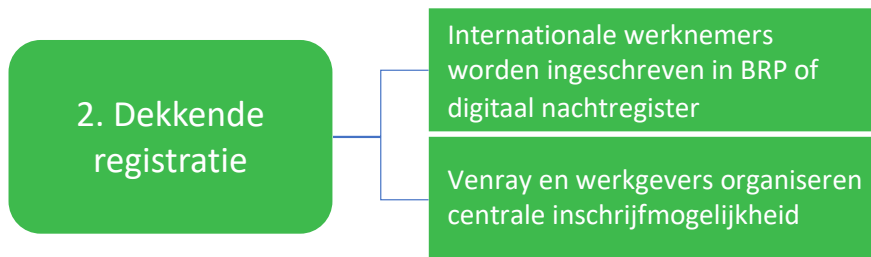 2. Dekkende
registratie
Internationale werknemers
worden ingeschreven in BRP of
digitaal nachtregister
Venray en werkgevers organiseren
centrale inschrijfmogelijkheid